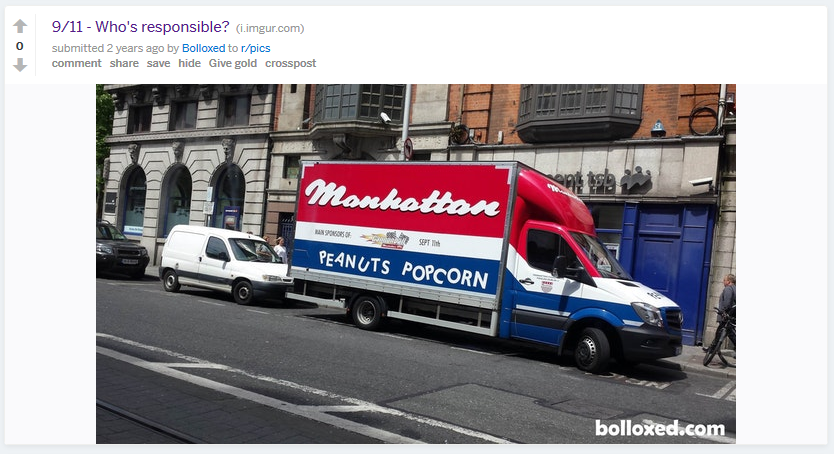 9/11 - Who's responsible? (i.imgur.com)
0
submitted 2 years ago by Bolloxed to r/pics
comment share save hide Give gold crosspost
Manhattan
MAIN SPONSORS OF:
SEPT 11th
PEANUTS POPCORN
bolloxed.com